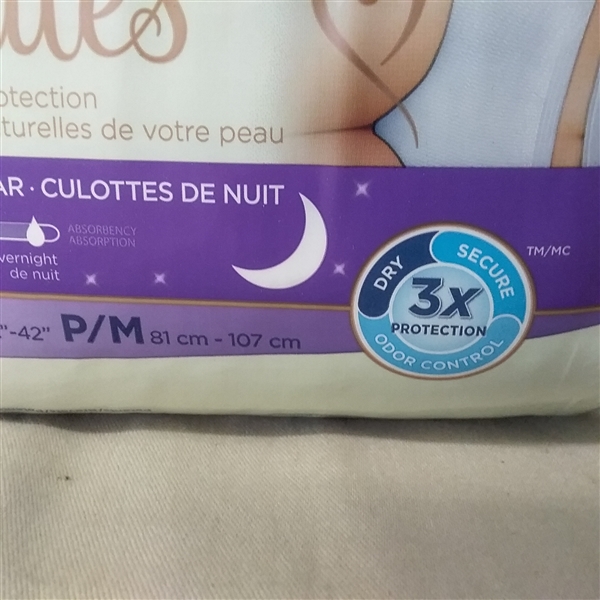 otection
turelles de votre peau
AR · CULOTTES DE NUIT
ABSORBENCY
ABSORPTION
vernight
de nuit
"-42" P/M 81 cm - 107 cm
DRY
SECURE
3x
PROTECTION
ODOR CONTROL
TM/MC